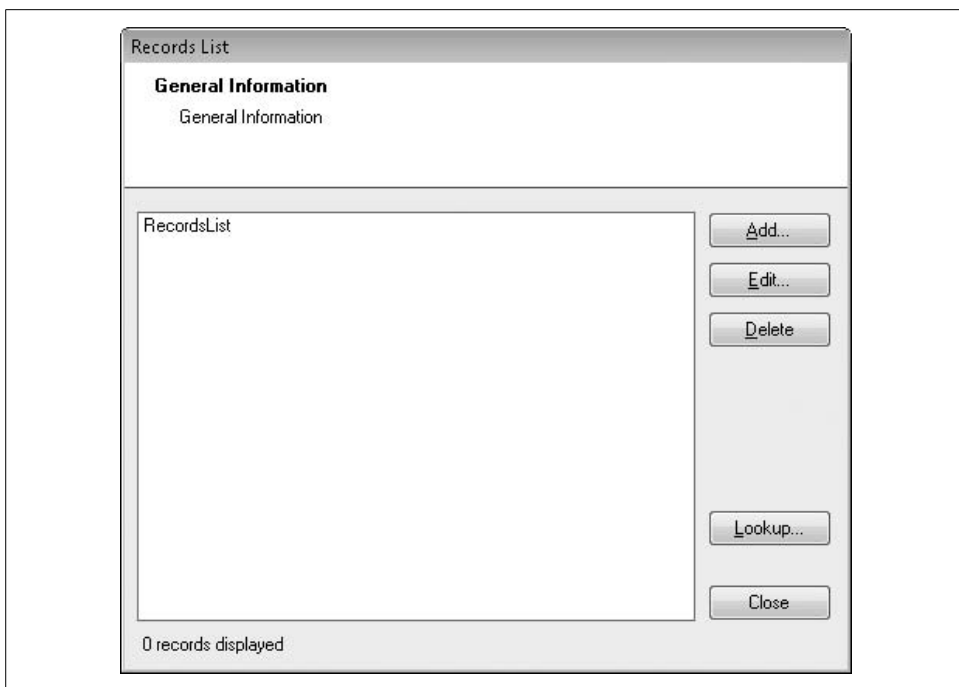 Records List
General Information
General Information
RecordsList
Add...
Edit...
Delete
Lookup...
Close
0 records displayed